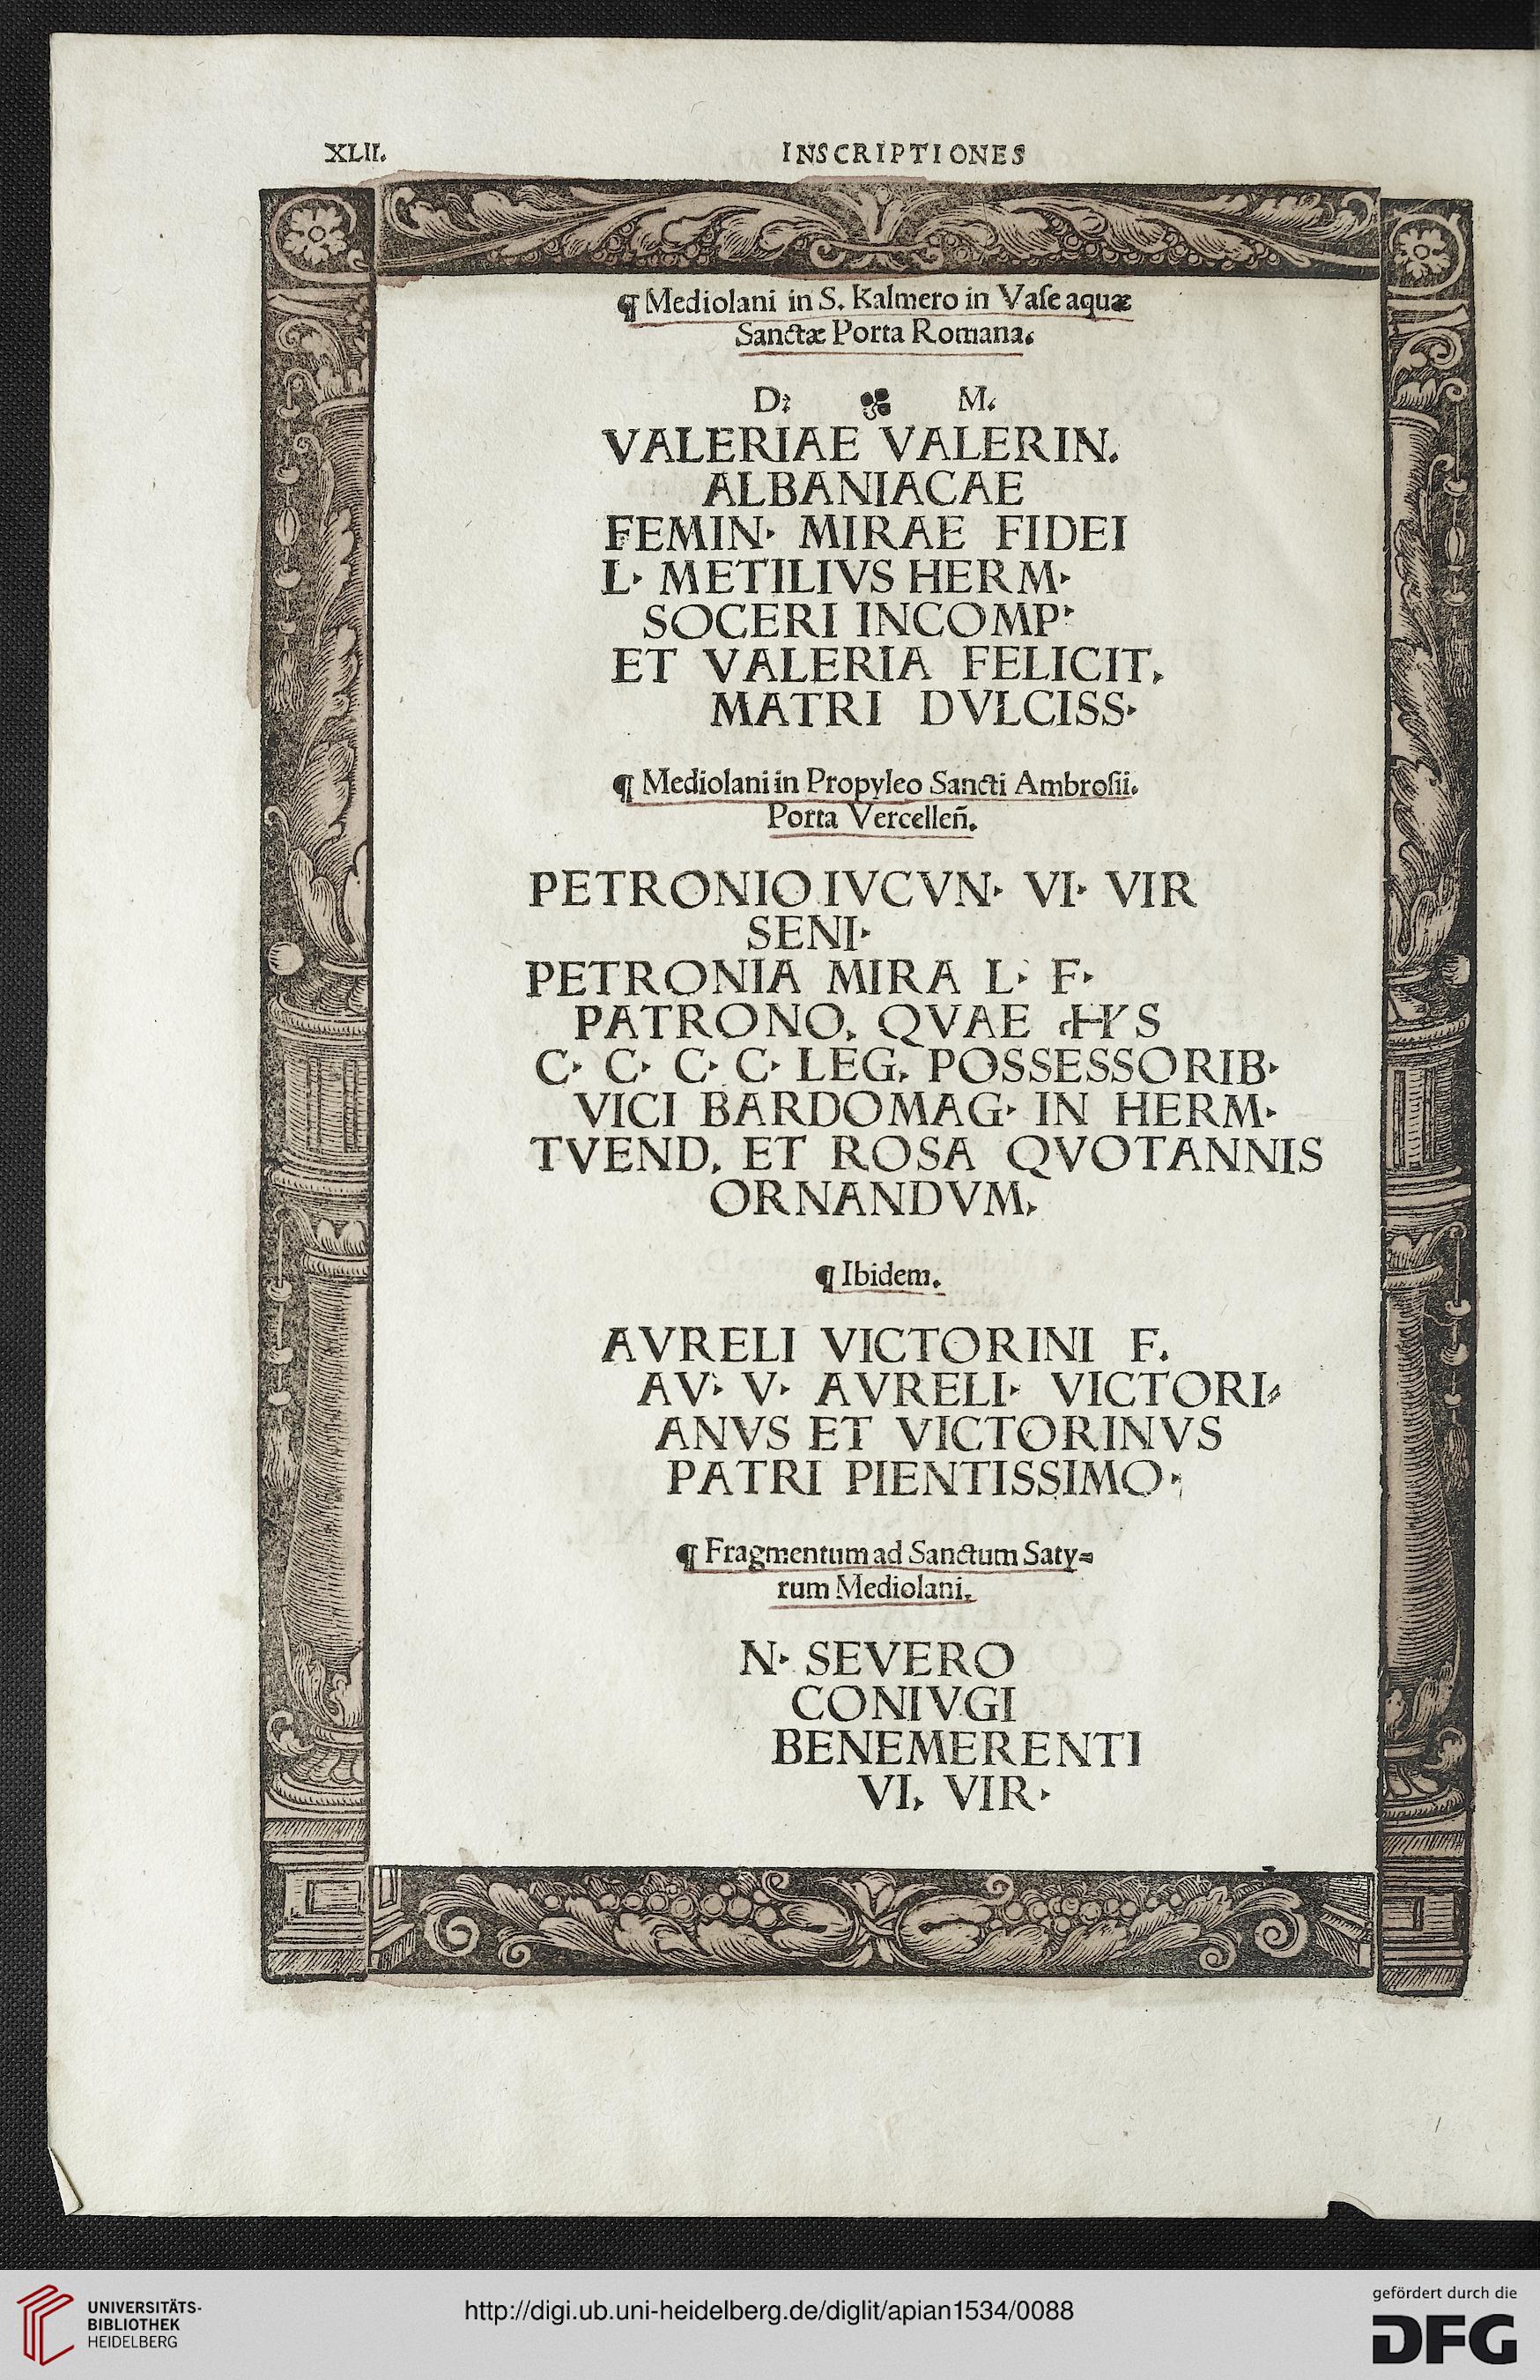 XLII.
INSCRIPTIONES
¶ Mediolani in S. Kalmero in Vaſe aquæ
Sanctæ Porta Romana.
D. M.
VALERIAE VALERIN.
ALBANIACAE
FEMIN· MIRAE FIDEI
L· METILIVS HERM·
SOCERI INCOMP·
ET VALERIA FELICIT.
MATRI DVLCISS·
¶ Mediolani in Propyleo Sancti Ambroſii.
Porta Vercelleñ.
PETRONIO IVCVN· VI· VIR
SENI·
PETRONIA MIRA L· F·
PATRONO. QVAE
C· C· C· C· LEG. POSSESSORIB·
VICI BARDOMAG· IN HERM·
TVEND. ET ROSA QVOTANNIS
ORNANDVM.
¶ Ibidem.
AVRELI VICTORINI F.
AV· V· AVRELI· VICTORI⸗
ANVS ET VICTORINVS
PATRI PIENTISSIMO·
¶ Fragmentum ad Sanctum Saty⸗
rum Mediolani.
N· SEVERO
CONIVGI
BENEMERENTI
VI. VIR·
UNIVERSITÄTS-
BIBLIOTHEK
HEIDELBERG
http://digi.ub.uni-heidelberg.de/diglit/apian1534/0088
gefördert durch die
DFG